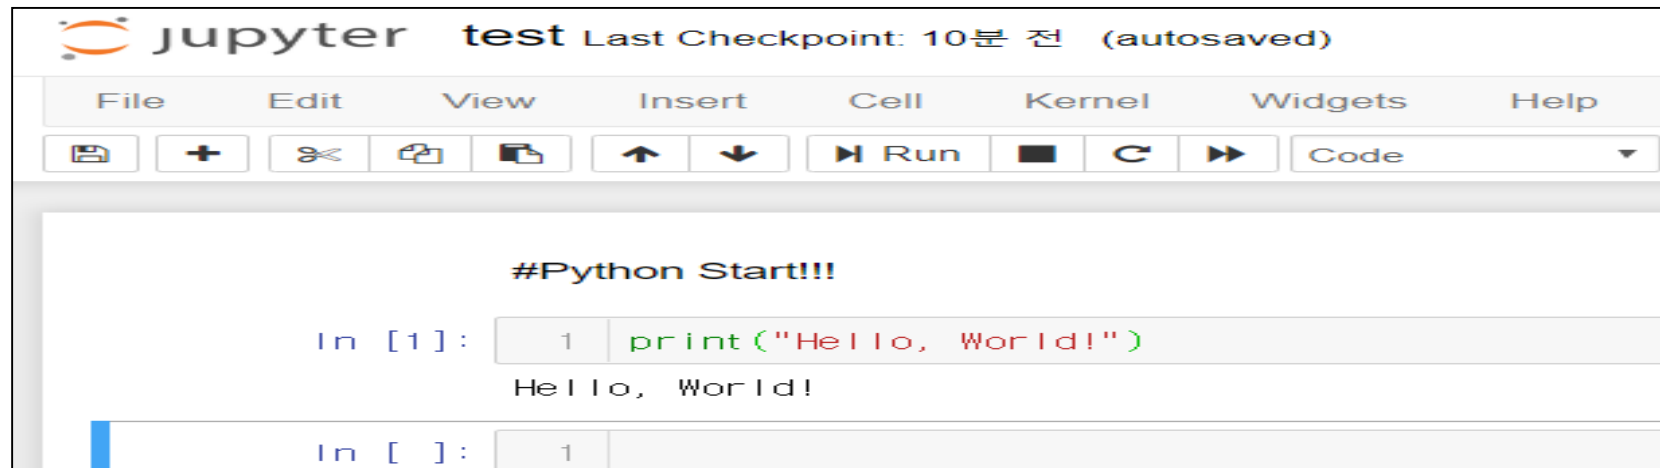 jupyter test Last Checkpoint: 10분 전 (autosaved)
File Edit View Insert Cell Kernel Widgets Help
Run Code
#Python Start!!!
In [1]: 1 print("Hello, World!")
Hello, World!
In [ ]: 1